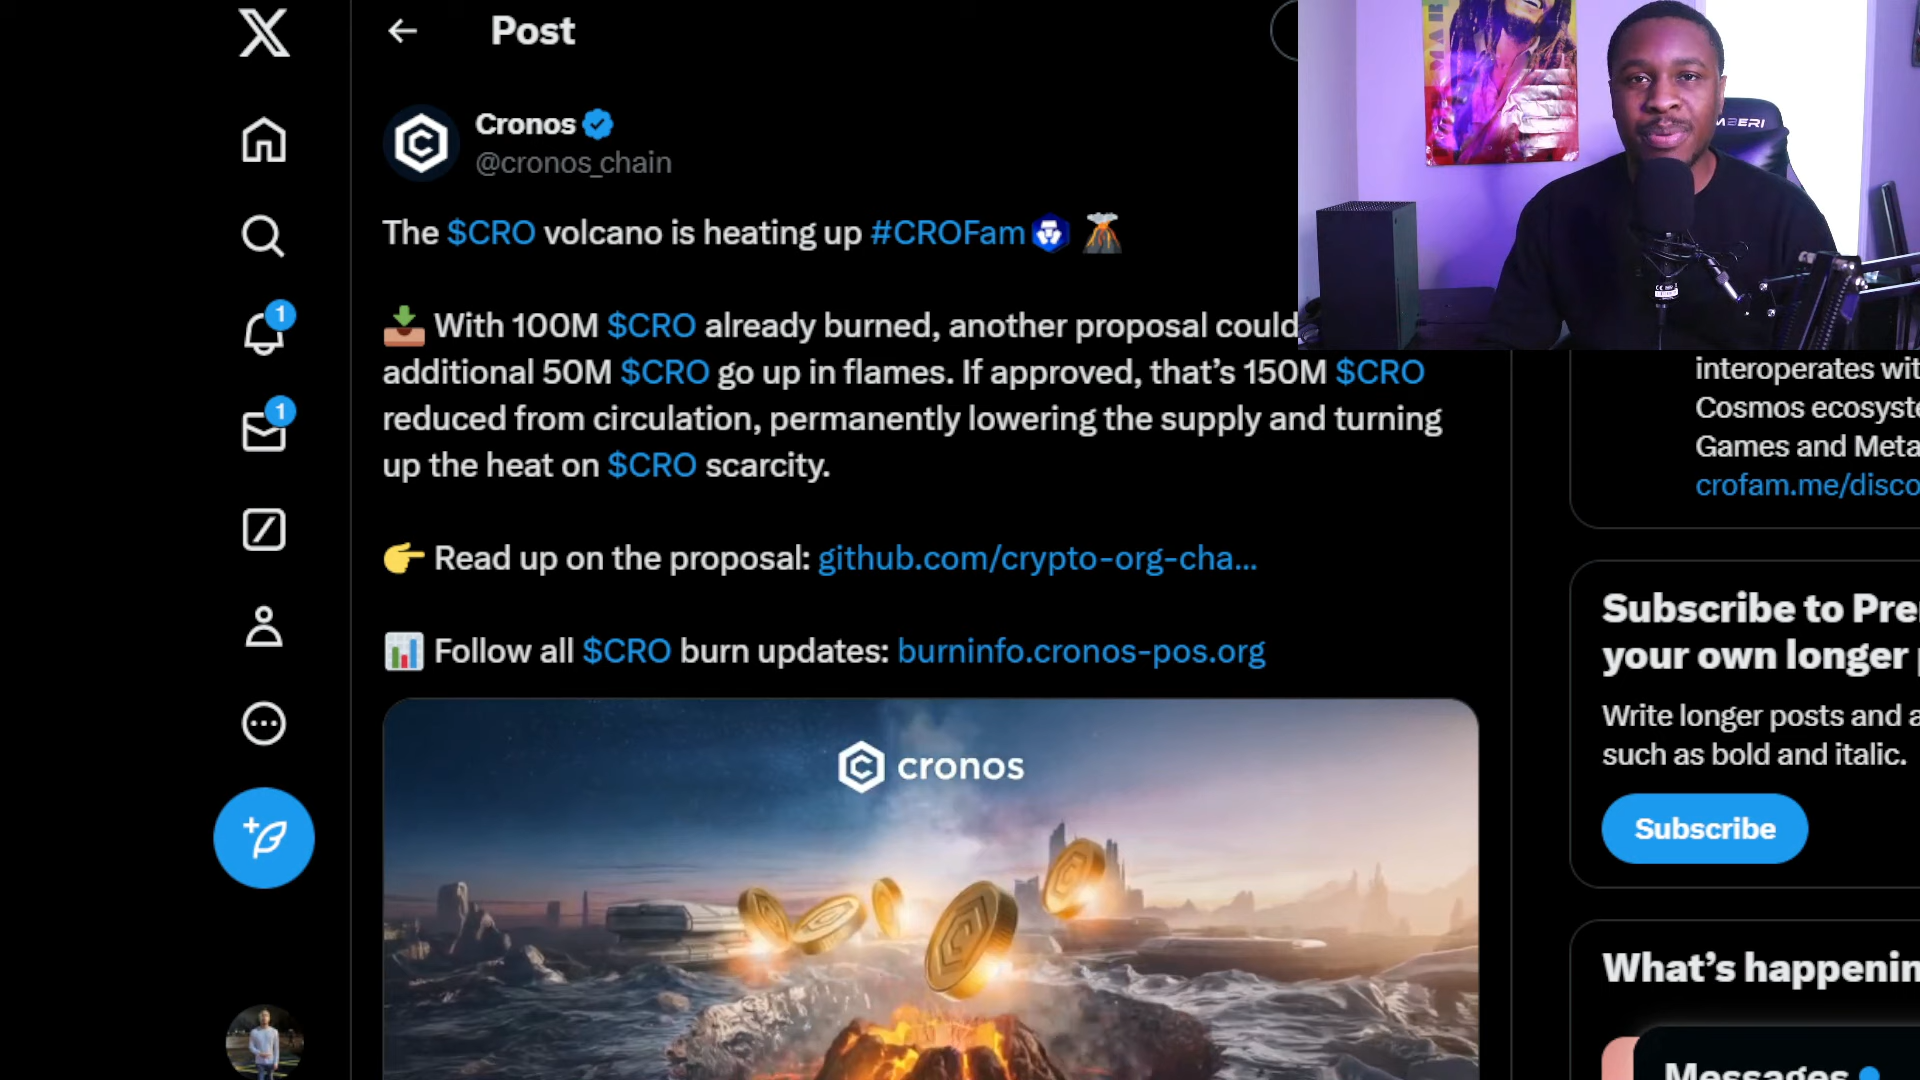 Post
Cronos
@cronos_chain
The $CRO volcano is heating up #CROFam
With 100M $CRO already burned, another proposal could
additional 50M $CRO go up in flames. If approved, that's 150M $CRO
reduced from circulation, permanently lowering the supply and turning
up the heat on $CRO scarcity.
Read up on the proposal: github.com/crypto-org-cha...
Follow all $CRO burn updates: burninfo.cronos-pos.org
cronos
1
1
MAR
interoperates wit
Cosmos ecosyste
Games and Meta
crofam.me/disco
Subscribe to Pre
your own longer p
Write longer posts and a
such as bold and italic.
Subscribe
What's happenin
Messages